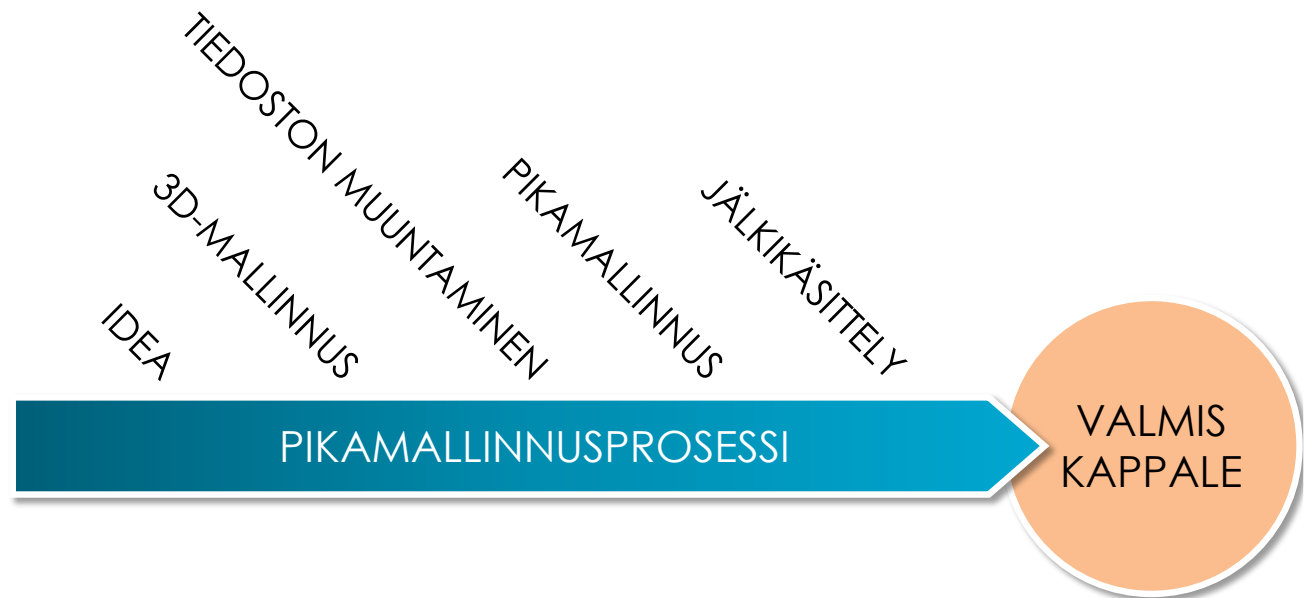 IDEA
3D-MALLINNUS
TIEDOSTON MUUNTAMINEN
PIKAMALLINNUS
JÄLKIKÄSITTELY
PIKAMALLINNUSPROSESSI
VALMIS
KAPPALE